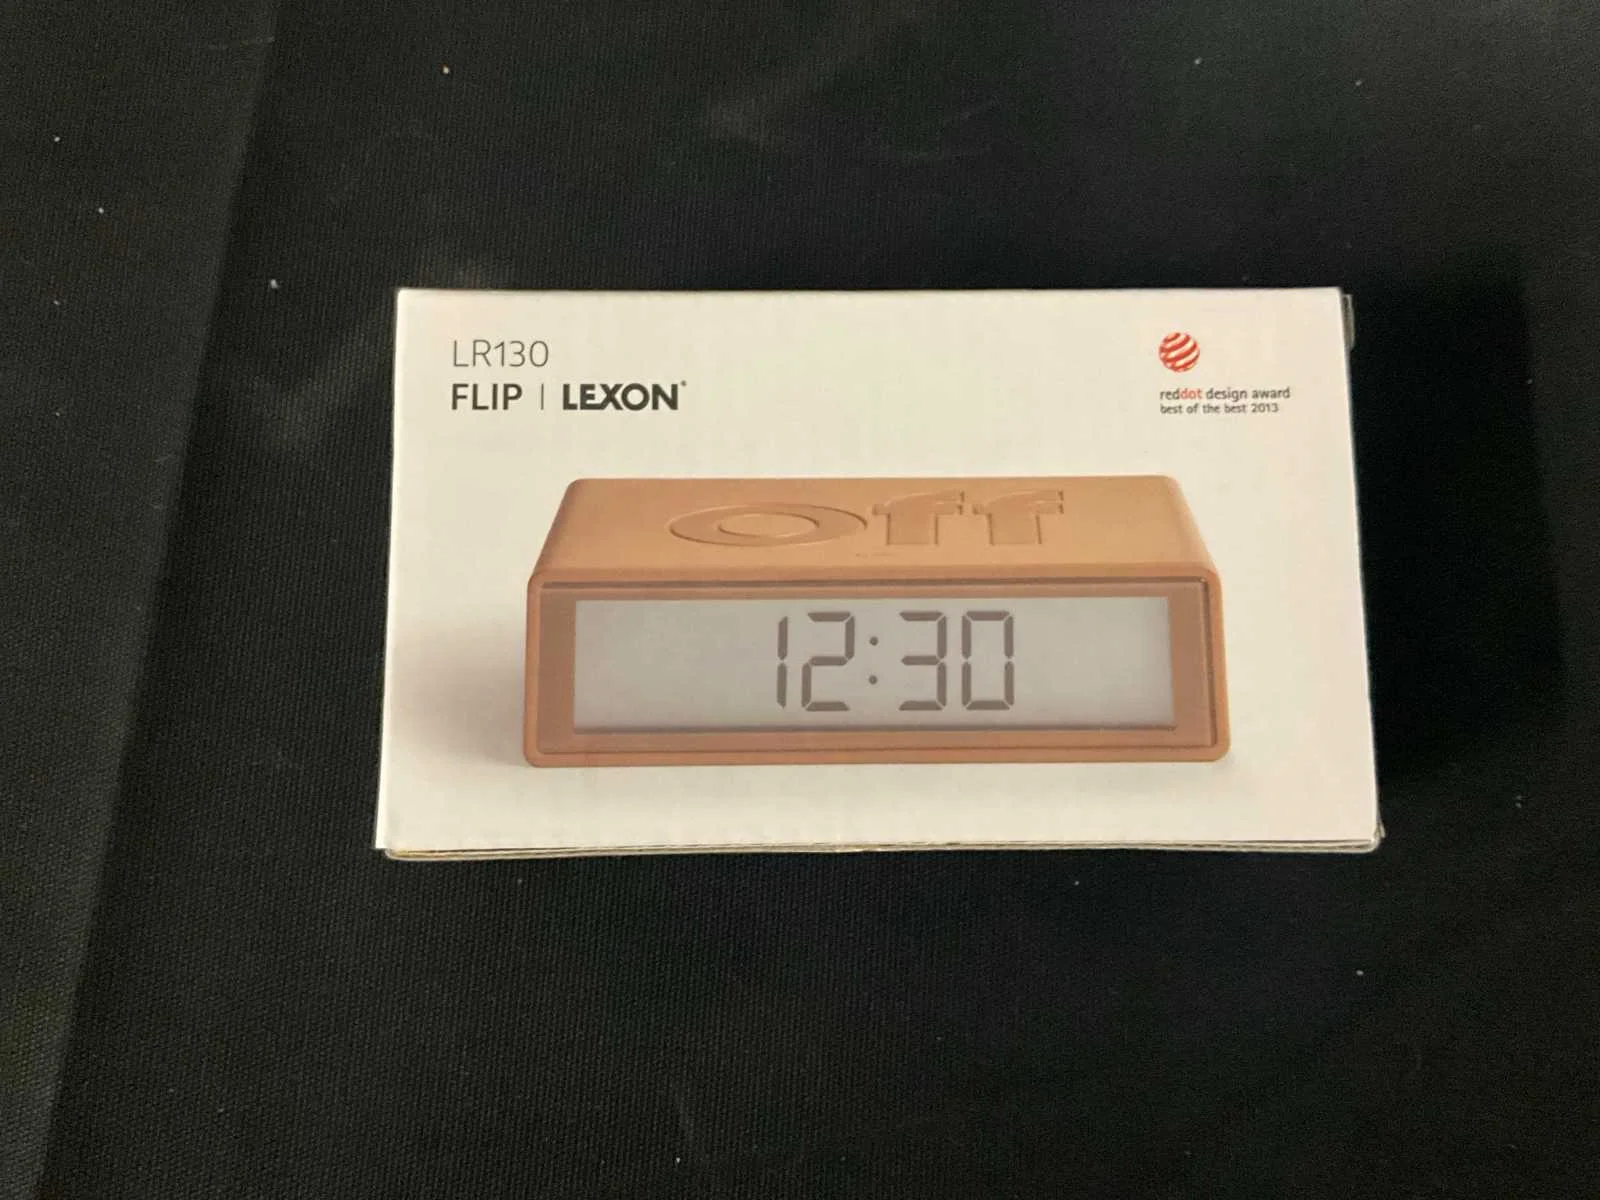 LR130
FLIP | LEXON®
reddot design award
best of the best 2013
Off
12:30